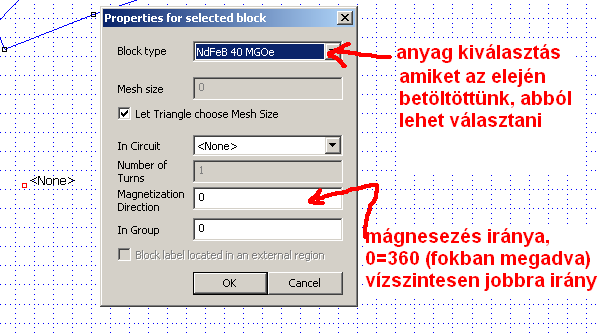 Properties for selected block
Block type
NdFeB 40 MGOe
Mesh size
0
Let Triangle choose Mesh Size
In Circuit
<None>
Number of
Turns
1
Magnetization
Direction
0
In Group
0
Block label located in an external region
OK
Cancel
<None>
anyag kiválasztás
amiket az elején
betöltöttünk, abból
lehet választani
mágnesezés iránya,
0=360 (fokban megadva)
vízszintesen jobbra irány